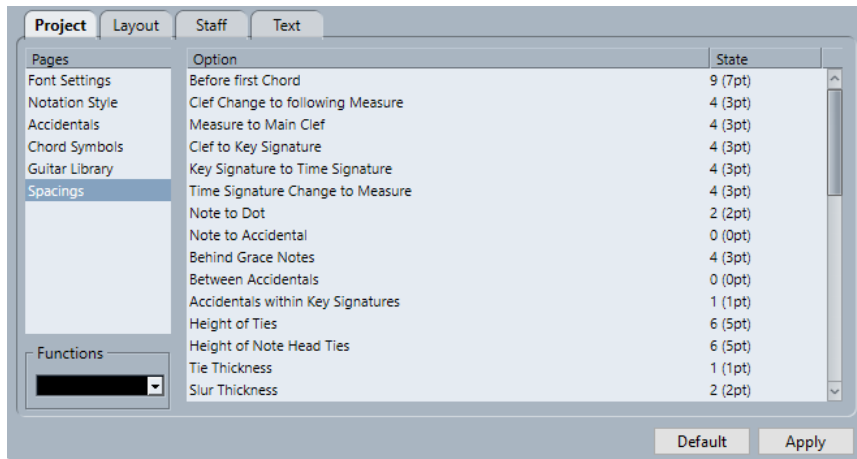 Project Layout Staff Text
Pages Option State
Font Settings Before first Chord 9 (7pt)
Notation Style Clef Change to following Measure 4 (3pt)
Accidentals Measure to Main Clef 4 (3pt)
Chord Symbols Clef to Key Signature 4 (3pt)
Guitar Library Key Signature to Time Signature 4 (3pt)
Spacings Time Signature Change to Measure 4 (3pt)
Note to Dot 2 (2pt)
Note to Accidental 0 (0pt)
Behind Grace Notes 4 (3pt)
Between Accidentals 0 (0pt)
Accidentals within Key Signatures 1 (1pt)
Height of Ties 6 (5pt)
Functions Height of Note Head Ties 6 (5pt)
Tie Thickness 1 (1pt)
Slur Thickness 2 (2pt)
Default Apply